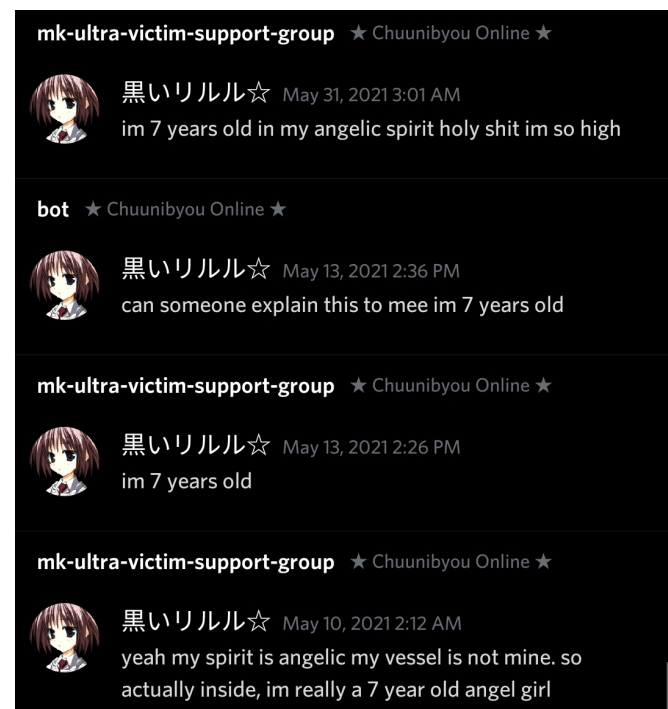 mk-ultra-victim-support-group ★ Chuunibyou Online ★
黒いリルル☆ May 31, 2021 3:01 AM
im 7 years old in my angelic spirit holy shit im so high
bot ★ Chuunibyou Online ★
黒いリルル☆ May 13, 2021 2:36 PM
can someone explain this to mee im 7 years old
mk-ultra-victim-support-group ★ Chuunibyou Online ★
黒いリルル☆ May 13, 2021 2:26 PM
im 7 years old
mk-ultra-victim-support-group ★ Chuunibyou Online ★
黒いリルル☆ May 10, 2021 2:12 AM
yeah my spirit is angelic my vessel is not mine. so
actually inside, im really a 7 year old angel girl